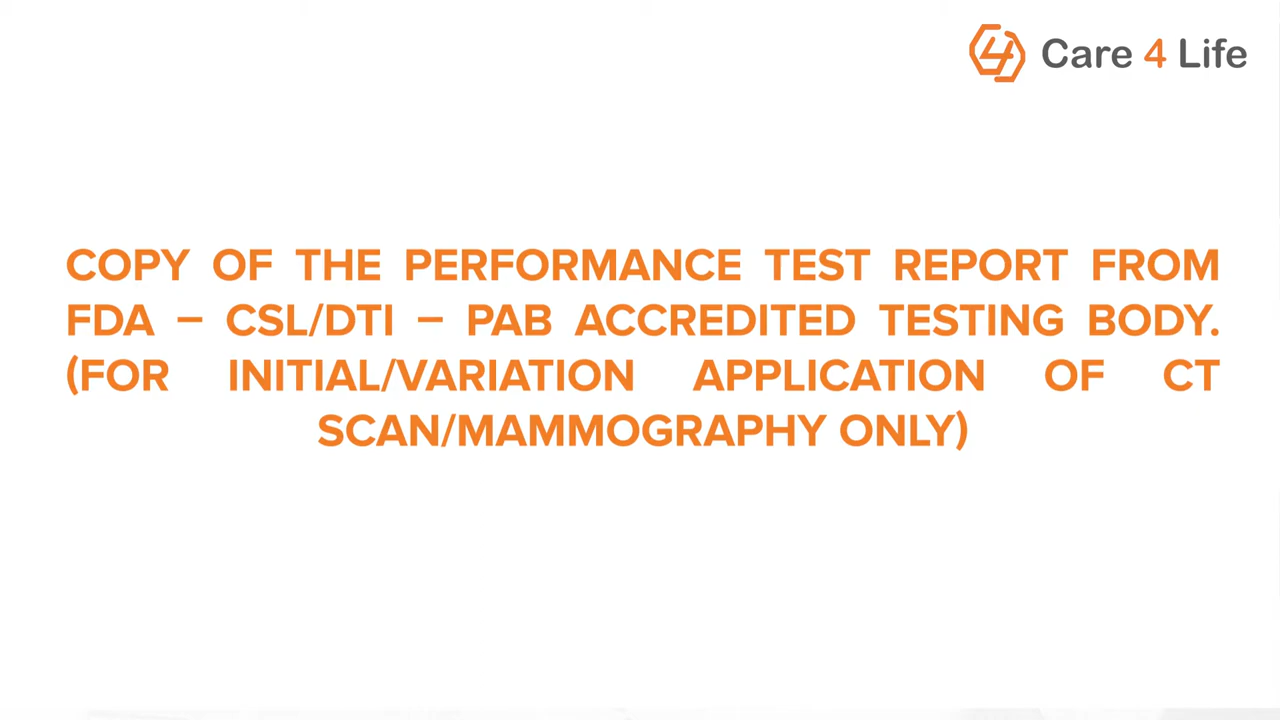 Care 4 Life
COPY OF THE PERFORMANCE TEST REPORT FROM
FDA – CSL/DTI – PAB ACCREDITED TESTING BODY.
(FOR INITIAL/VARIATION APPLICATION OF CT
SCAN/MAMMOGRAPHY ONLY)